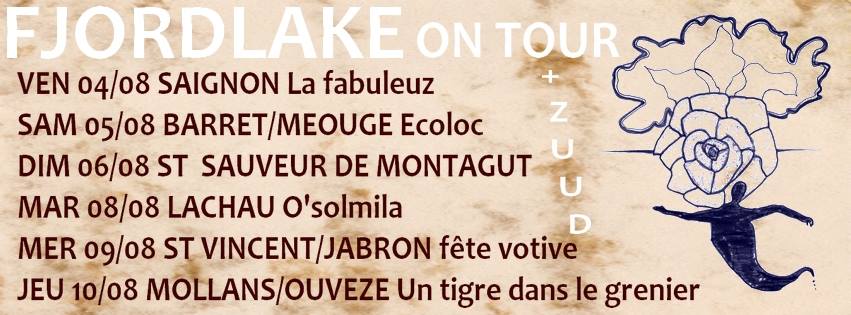 FJORDLAKE ON TOUR
+ ZUUD
VEN 04/08 SAIGNON La fabuleuz
SAM 05/08 BARRET/MEOUGE Ecoloc
DIM 06/08 ST SAUVEUR DE MONTAGUT
MAR 08/08 LACHAU O'solmila
MER 09/08 ST VINCENT/JABRON fête votive
JEU 10/08 MOLLANS/OUVEZE Un tigre dans le grenier